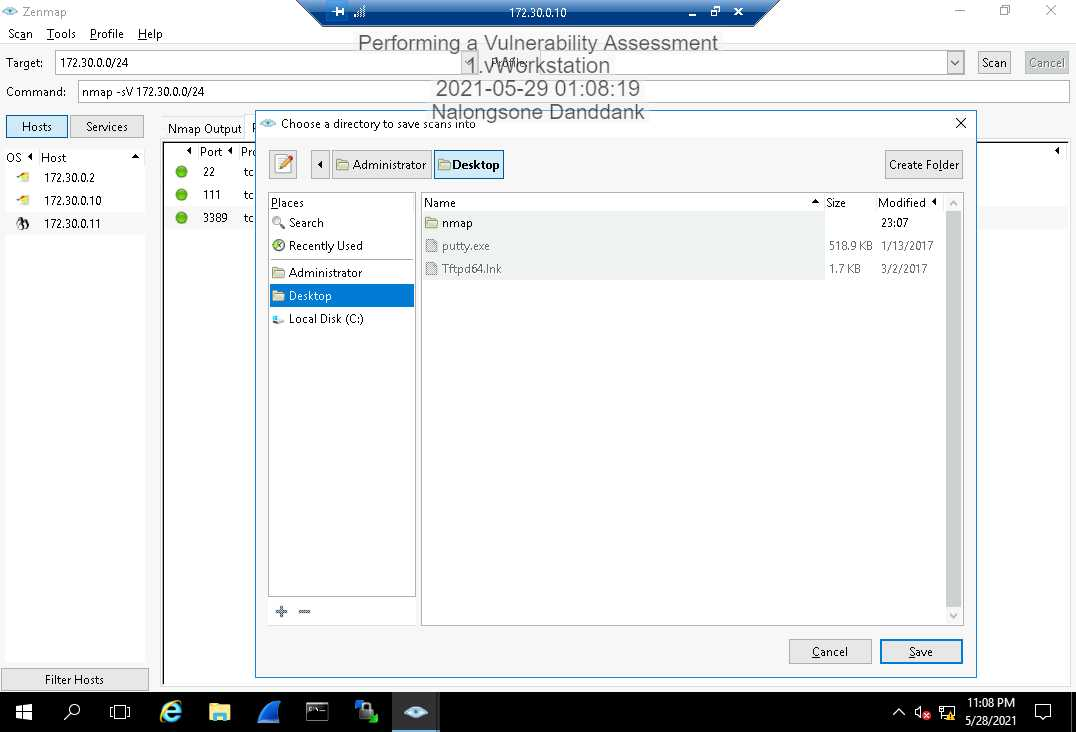 Zenmap
172.30.0.10
Scan Tools Profile Help
Performing a Vulnerability Assessment
Target: 172.30.0.0/24
Profile:
Scan Cancel
1. vWorkstation
Command: nmap -sV 172.30.0.0/24
2021-05-29 01:08:19
Nalongsone Danddank
Hosts Services
Nmap Output
Choose a directory to save scans into
OS Host
Port
172.30.0.2
22
172.30.0.10
111
172.30.0.11
3389
Administrator Desktop
Create Folder
Places
Search
Recently Used
Administrator
Desktop
Local Disk (C:)
Name Size Modified
nmap 23:07
putty.exe 518.9 KB 1/13/2017
Tftpd64.lnk 1.7 KB 3/2/2017
Cancel Save
Filter Hosts
11:08 PM
5/28/2021